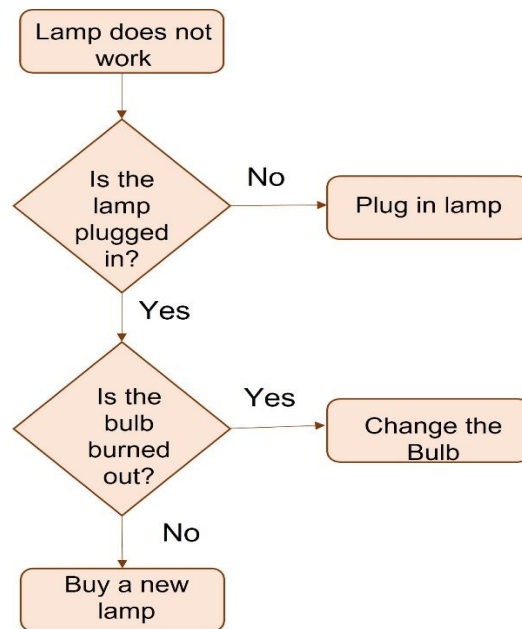 Lamp does not
work
Is the
lamp
plugged
in?
No
Plug in lamp
Yes
Is the
bulb
burned
out?
Yes
Change the
Bulb
No
Buy a new
lamp